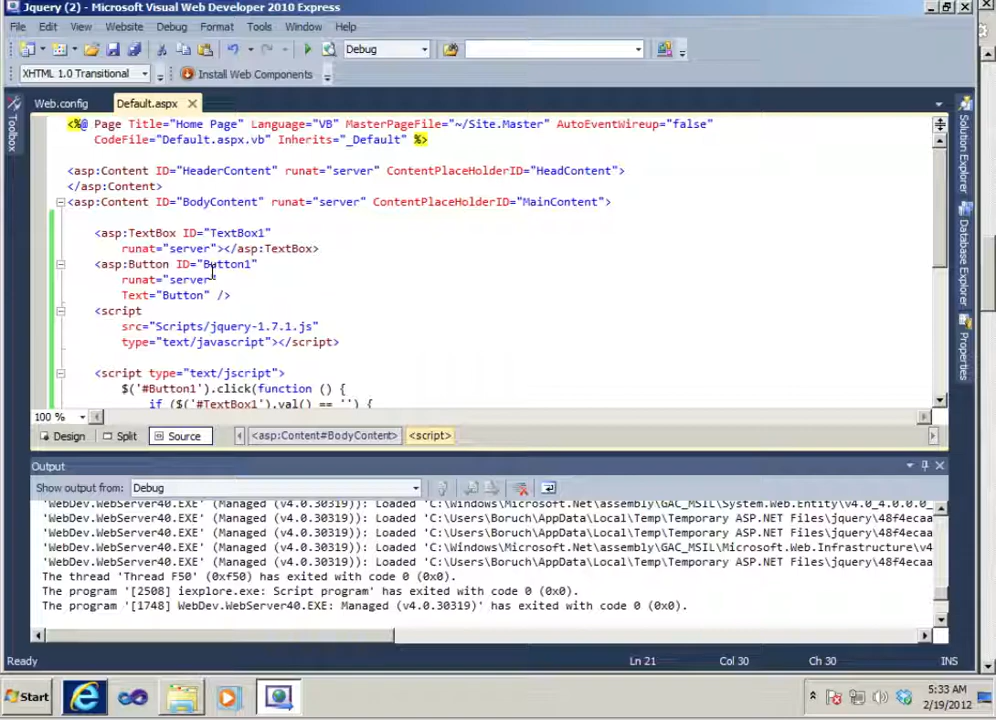 Jquery (2) - Microsoft Visual Web Developer 2010 Express
File Edit View Website Debug Format Tools Window Help
Debug
XHTML 1.0 Transitional Install Web Components
Web.config Default.aspx
Toolbox
Solution Explorer
Database Explorer
Properties
<%@ Page Title="Home Page" Language="VB" MasterPageFile="~/Site.Master" AutoEventWireup="false"
CodeFile="Default.aspx.vb" Inherits="_Default" %>
<asp:Content ID="HeaderContent" runat="server" ContentPlaceHolderID="HeadContent">
</asp:Content>
<asp:Content ID="BodyContent" runat="server" ContentPlaceHolderID="MainContent">
<asp:TextBox ID="TextBox1"
runat="server"></asp:TextBox>
<asp:Button ID="Button1"
runat="server"
Text="Button" />
<script
src="Scripts/jquery-1.7.1.js"
type="text/javascript"></script>
<script type="text/jscript">
$('#Button1').click(function () {
if ($('#TextBox1').val() == '') {
100 %
Design Split Source <asp:Content#BodyContent> <script>
Output
Show output from: Debug
'WebDev.WebServer40.EXE' (Managed (v4.0.30319)): Loaded 'C:\Windows\Microsoft.Net\assembly\GAC_MSIL\System.Web.Entity\v4.0_4.0.0.0_
'WebDev.WebServer40.EXE' (Managed (v4.0.30319)): Loaded 'C:\Users\Boruch\AppData\Local\Temp\Temporary ASP.NET Files\jquery\48f4ecaa
'WebDev.WebServer40.EXE' (Managed (v4.0.30319)): Loaded 'C:\Users\Boruch\AppData\Local\Temp\Temporary ASP.NET Files\jquery\48f4ecaa
'WebDev.WebServer40.EXE' (Managed (v4.0.30319)): Loaded 'C:\Windows\Microsoft.Net\assembly\GAC_MSIL\Microsoft.Web.Infrastructure\v4
'WebDev.WebServer40.EXE' (Managed (v4.0.30319)): Loaded 'C:\Users\Boruch\AppData\Local\Temp\Temporary ASP.NET Files\jquery\48f4ecaa
The thread 'Thread F50' (0xf50) has exited with code 0 (0x0).
The program '[2508] iexplore.exe: Script program' has exited with code 0 (0x0).
The program '[1748] WebDev.WebServer40.EXE: Managed (v4.0.30319)' has exited with code 0 (0x0).
Ready Ln 21 Col 30 Ch 30 INS
Start 5:33 AM
2/19/2012